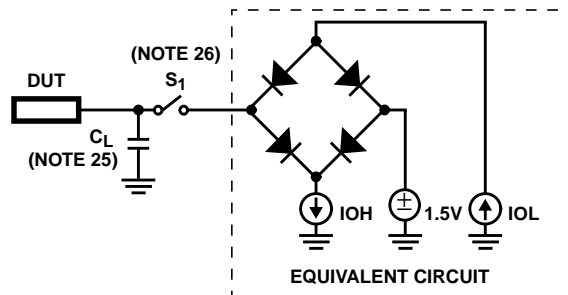 (NOTE 26)
DUT
S1
CL
(NOTE 25)
IOH
±
1.5V
IOL
EQUIVALENT CIRCUIT